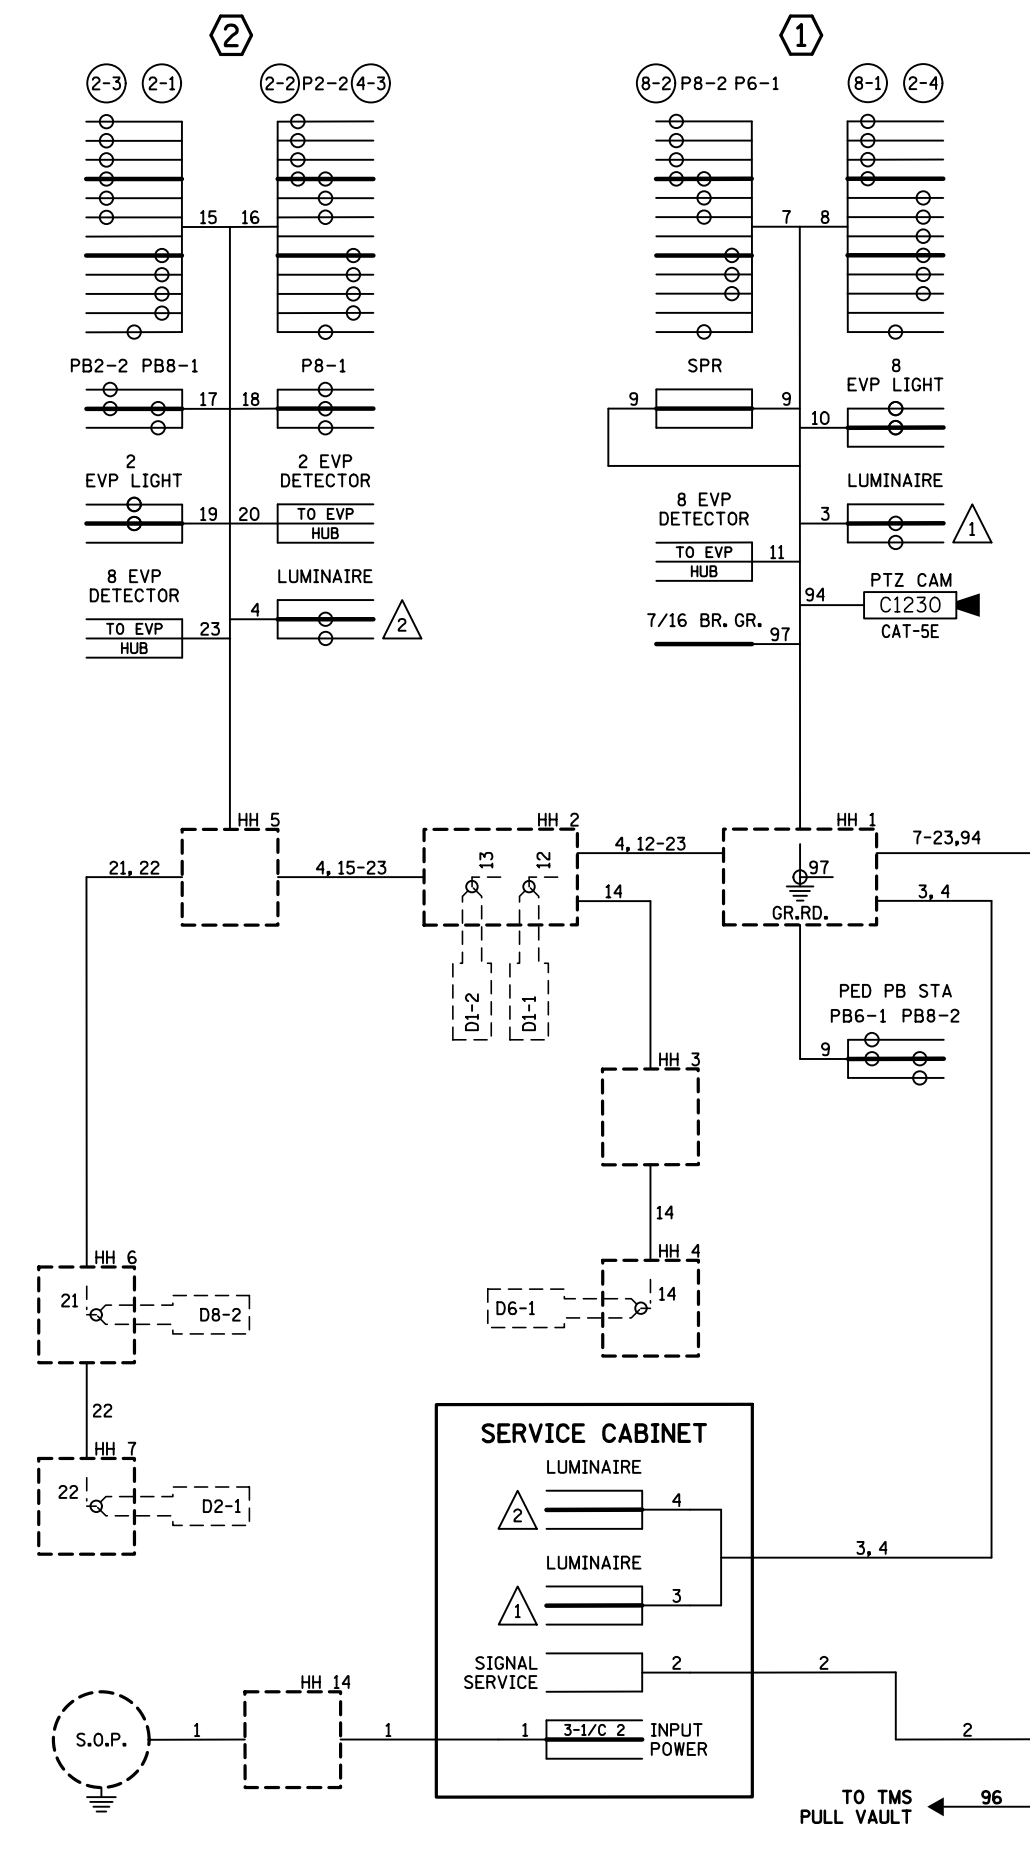 2
1
2-3 2-1 2-2 P2-2 4-3
8-2 P8-2 P6-1 8-1 2-4
15 16
7 8
PB2-2 PB8-1
P8-1
SPR
8
EVP LIGHT
17 18
9 9
10
2
EVP LIGHT
2 EVP
DETECTOR
LUMINAIRE
8 EVP
DETECTOR
19 20
TO EVP
HUB
3
1
TO EVP
HUB
11
8 EVP
DETECTOR
LUMINAIRE
PTZ CAM
94
C1230
CAT-5E
4
2
7/16 BR. GR.
97
TO EVP
HUB
23
HH 5
HH 2
HH 1
21, 22
4, 15-23
13
12
4, 12-23
14
97
GR.RD.
7-23,94
3, 4
D1-2
D1-1
PED PB STA
PB6-1 PB8-2
9
HH 3
14
HH 4
14
D6-1
HH 6
21
D8-2
22
HH 7
22
D2-1
SERVICE CABINET
LUMINAIRE
2
4
LUMINAIRE
1
3
3, 4
SIGNAL
SERVICE
2
2
2
HH 14
S.O.P.
1
1
1
3-1/C 2
INPUT
POWER
TO TMS
PULL VAULT
96